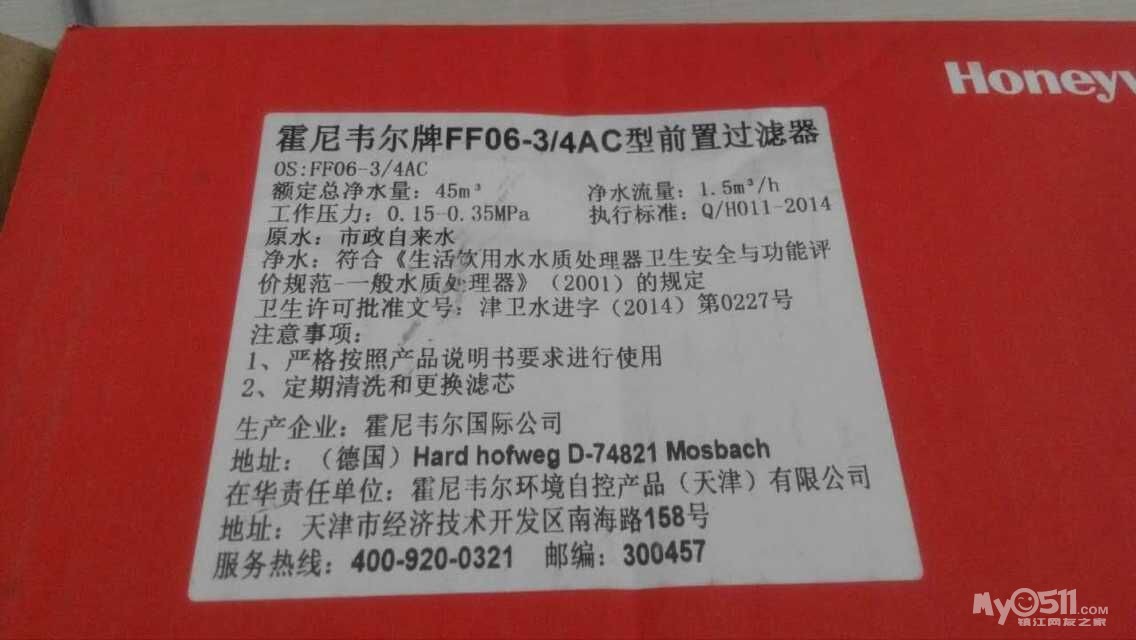 Honeyw
霍尼韦尔牌FF06-3/4AC型前置过滤器
OS:FF06-3/4AC
额定总净水量: 45m³ 净水流量: 1.5m³/h
工作压力: 0.15-0.35MPa 执行标准: Q/H011-2014
原水: 市政自来水
净水: 符合《生活饮用水水质处理器卫生安全与功能评
价规范-一般水质处理器》(2001)的规定
卫生许可批准文号: 津卫水进字(2014)第0227号
注意事项:
1、严格按照产品说明书要求进行使用
2、定期清洗和更换滤芯
生产企业: 霍尼韦尔国际公司
地址: (德国) Hard hofweg D-74821 Mosbach
在华责任单位: 霍尼韦尔环境自控产品(天津)有限公司
地址: 天津市经济技术开发区南海路158号
服务热线: 400-920-0321 邮编: 300457
My0511.COM
镇江网友之家